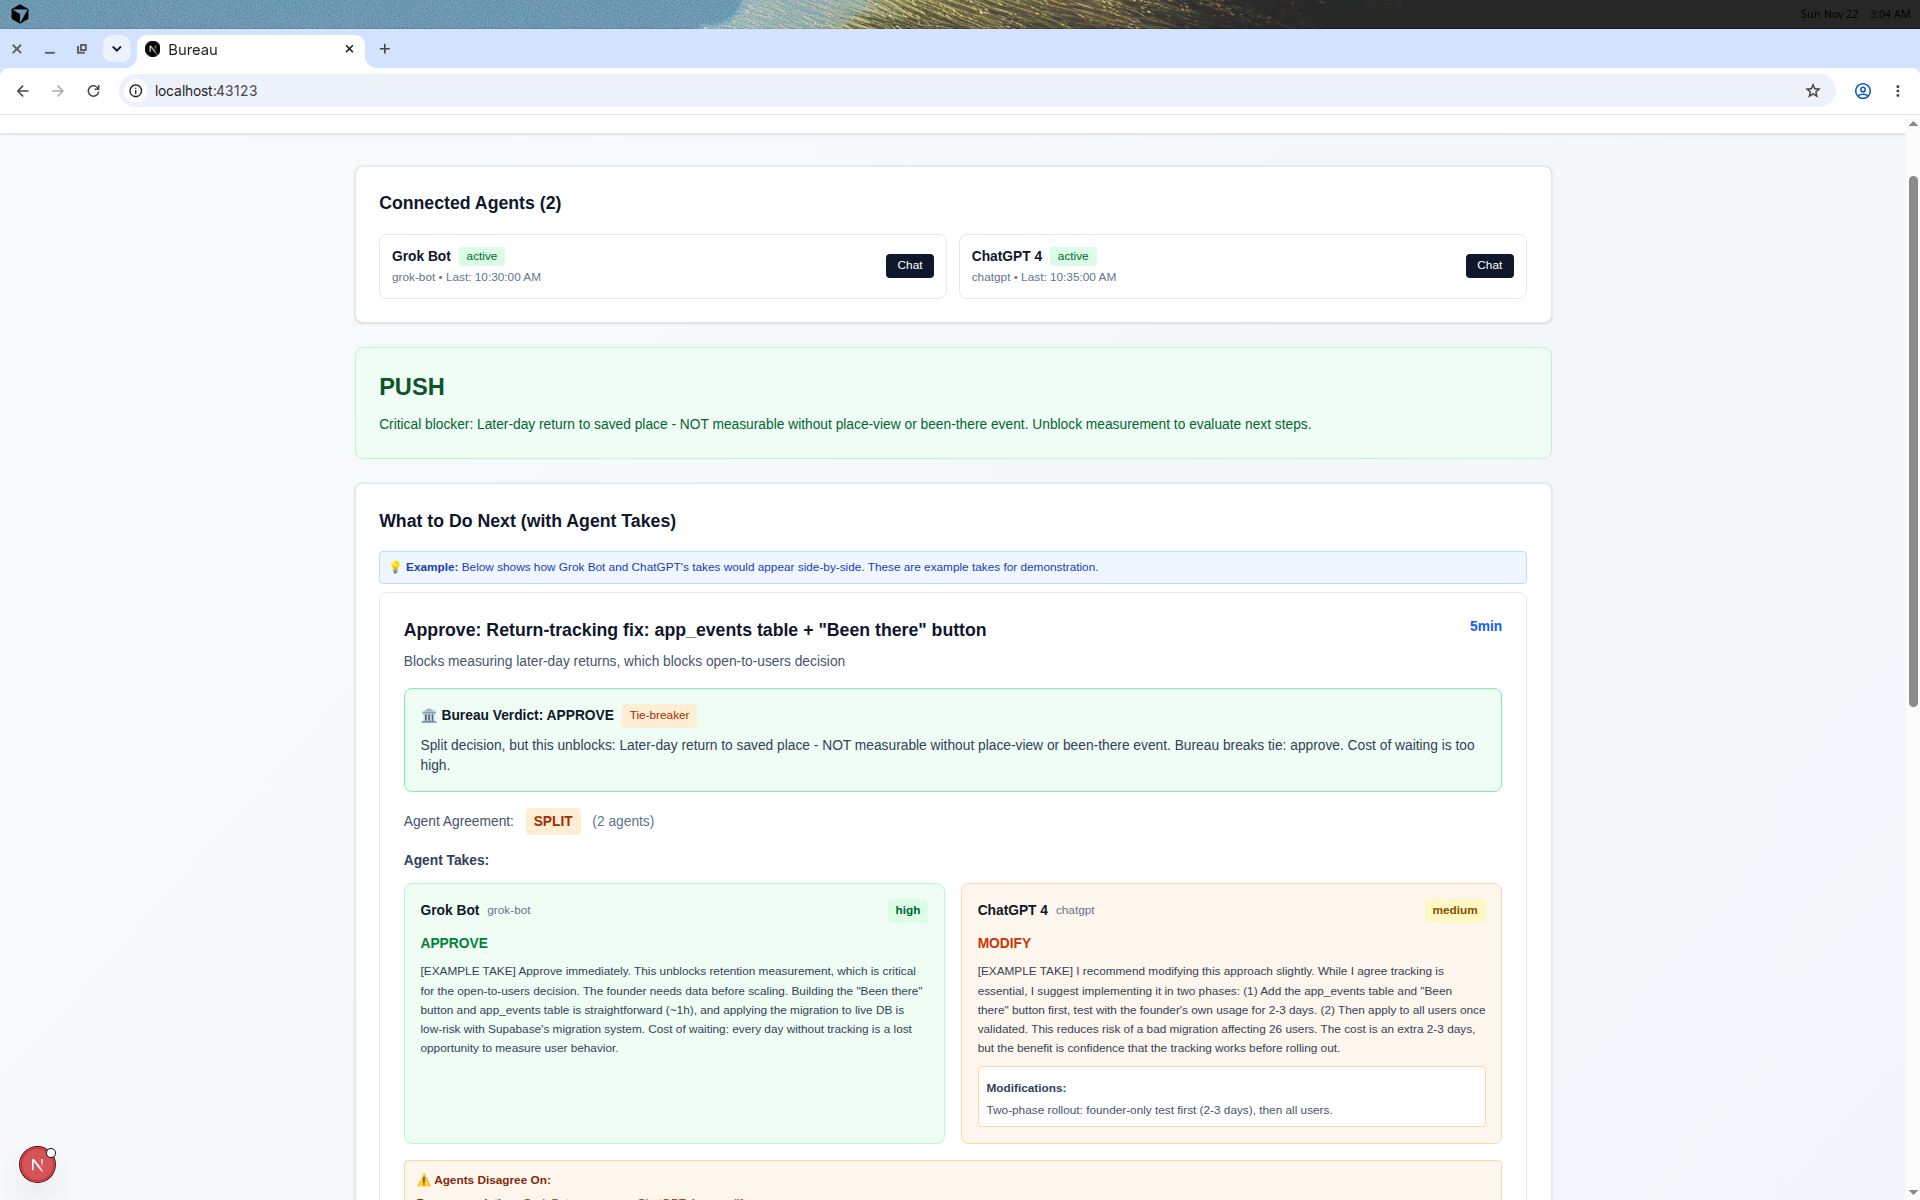 Sun Nov 22 3:04 AM
Bureau
localhost:43123
Connected Agents (2)
Grok Bot active
grok-bot • Last: 10:30:00 AM
Chat
ChatGPT 4 active
chatgpt • Last: 10:35:00 AM
Chat
PUSH
Critical blocker: Later-day return to saved place - NOT measurable without place-view or been-there event. Unblock measurement to evaluate next steps.
What to Do Next (with Agent Takes)
💡 Example: Below shows how Grok Bot and ChatGPT's takes would appear side-by-side. These are example takes for demonstration.
Approve: Return-tracking fix: app_events table + "Been there" button
5min
Blocks measuring later-day returns, which blocks open-to-users decision
🏛️ Bureau Verdict: APPROVE Tie-breaker
Split decision, but this unblocks: Later-day return to saved place - NOT measurable without place-view or been-there event. Bureau breaks tie: approve. Cost of waiting is too
high.
Agent Agreement: SPLIT (2 agents)
Agent Takes:
Grok Bot grok-bot high
APPROVE
[EXAMPLE TAKE] Approve immediately. This unblocks retention measurement, which is critical
for the open-to-users decision. The founder needs data before scaling. Building the "Been there"
button and app_events table is straightforward (~1h), and applying the migration to live DB is
low-risk with Supabase's migration system. Cost of waiting: every day without tracking is a lost
opportunity to measure user behavior.
ChatGPT 4 chatgpt medium
MODIFY
[EXAMPLE TAKE] I recommend modifying this approach slightly. While I agree tracking is
essential, I suggest implementing it in two phases: (1) Add the app_events table and "Been
there" button first, test with the founder's own usage for 2-3 days. (2) Then apply to all users once
validated. This reduces risk of a bad migration affecting 26 users. The cost is an extra 2-3 days,
but the benefit is confidence that the tracking works before rolling out.
Modifications:
Two-phase rollout: founder-only test first (2-3 days), then all users.
⚠️ Agents Disagree On: